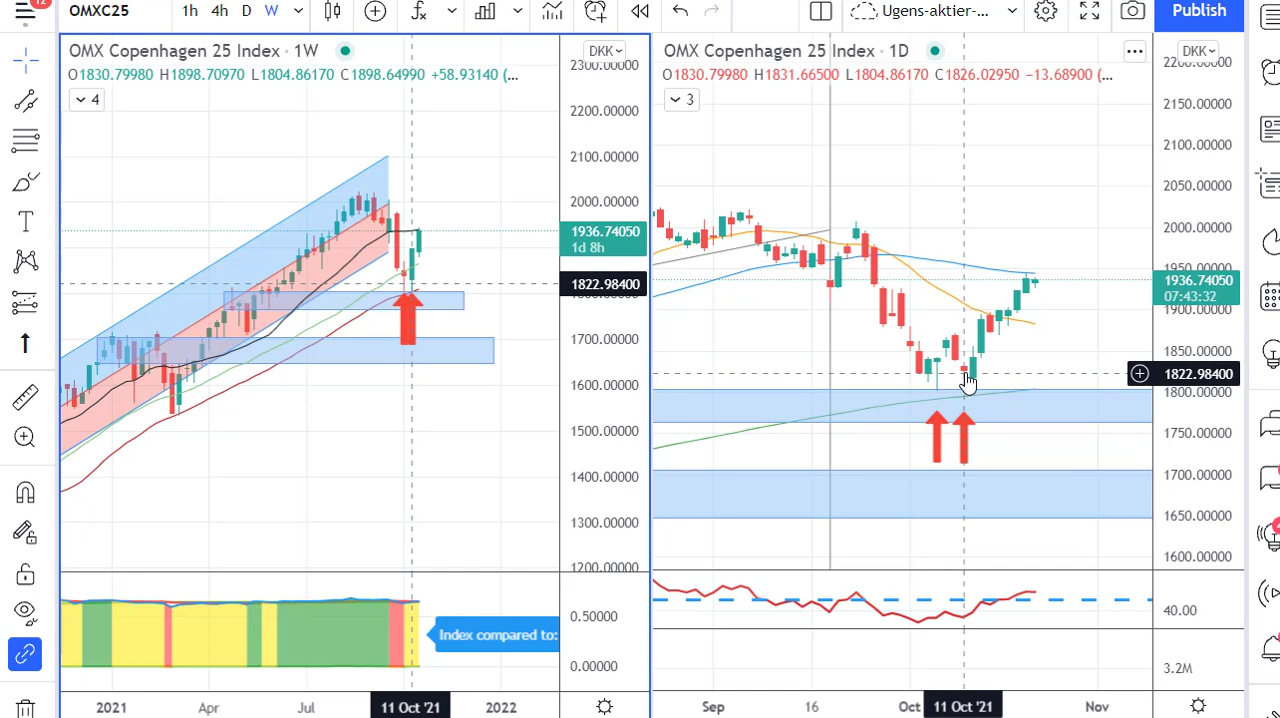 12
OMXC25 1h 4h D W Ugens-aktier-... Publish
OMX Copenhagen 25 Index · 1W
DKK
O1830.79980 H1898.70970 L1804.86170 C1898.64990 +58.93140 (...
4
2300.00000
2200.00000
2100.00000
2000.00000
1936.74050
1d 8h
1822.98400
1700.00000
1600.00000
1500.00000
1400.00000
1300.00000
1200.00000
Index compared to:
0.50000
0.00000
2021 Apr Jul 11 Oct '21 2022
OMX Copenhagen 25 Index · 1D
DKK
O1830.79980 H1831.66500 L1804.86170 C1826.02950 −13.68900 (...
3
2200.00000
2150.00000
2100.00000
2050.00000
2000.00000
1950.00000
1936.74050
07:43:32
1900.00000
1850.00000
1822.98400
1800.00000
1750.00000
1700.00000
1650.00000
1600.00000
40.00
3.2M
Sep 16 Oct 11 Oct '21 Nov